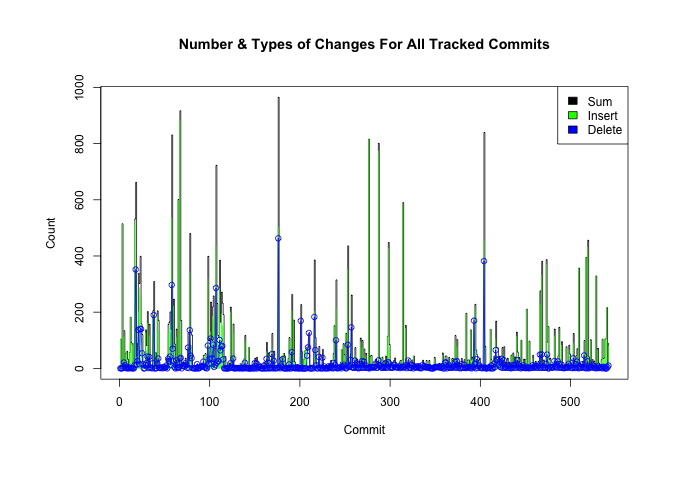 Number & Types of Changes For All Tracked Commits
1000
800
600
400
200
0
Count
Sum
Insert
Delete
0 100 200 300 400 500
Commit